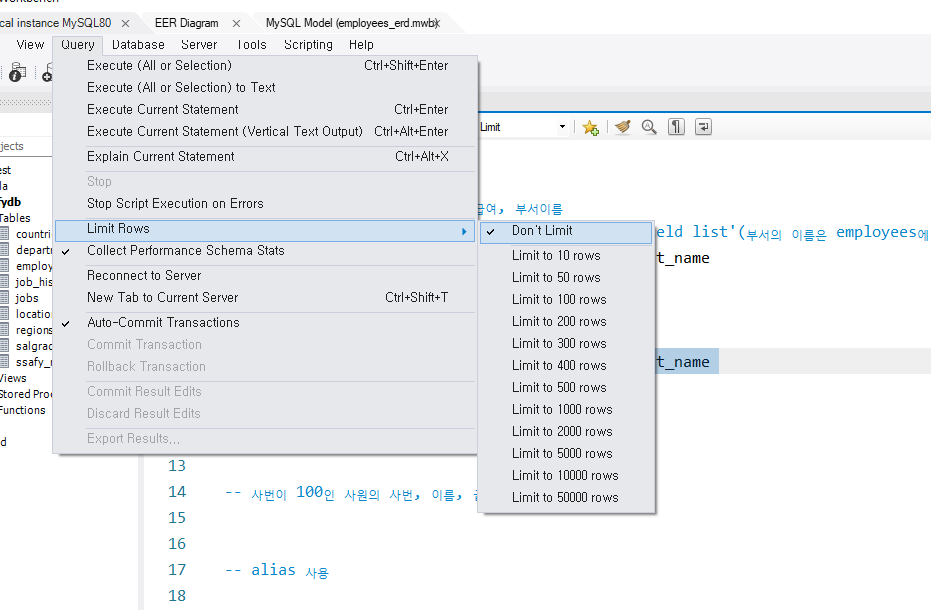 cal instance MySQL80 × EER Diagram × MySQL Model (employees_erd.mwb) ×
View Query Database Server Tools Scripting Help
Execute (All or Selection) Ctrl+Shift+Enter
Execute (All or Selection) to Text
Execute Current Statement Ctrl+Enter
Execute Current Statement (Vertical Text Output) Ctrl+Alt+Enter
Explain Current Statement Ctrl+Alt+X
Stop
Stop Script Execution on Errors
Limit Rows
Collect Performance Schema Stats
Reconnect to Server
New Tab to Current Server Ctrl+Shift+T
Auto-Commit Transactions
Commit Transaction
Rollback Transaction
Commit Result Edits
Discard Result Edits
Export Results...
Don't Limit
Limit to 10 rows
Limit to 50 rows
Limit to 100 rows
Limit to 200 rows
Limit to 300 rows
Limit to 400 rows
Limit to 500 rows
Limit to 1000 rows
Limit to 2000 rows
Limit to 5000 rows
Limit to 10000 rows
Limit to 50000 rows
Limit
jects
est
la
fydb
Tables
countri
depart
employ
job_his
jobs
locatio
regions
salgrad
ssafy_
Views
Stored Pro
Functions
d
급여, 부서이름
eld list'(부서의 이름은 employees에
t_name
t_name
13
14 -- 사번이 100인 사원의 사번, 이름,
15
16
17 -- alias 사용
18